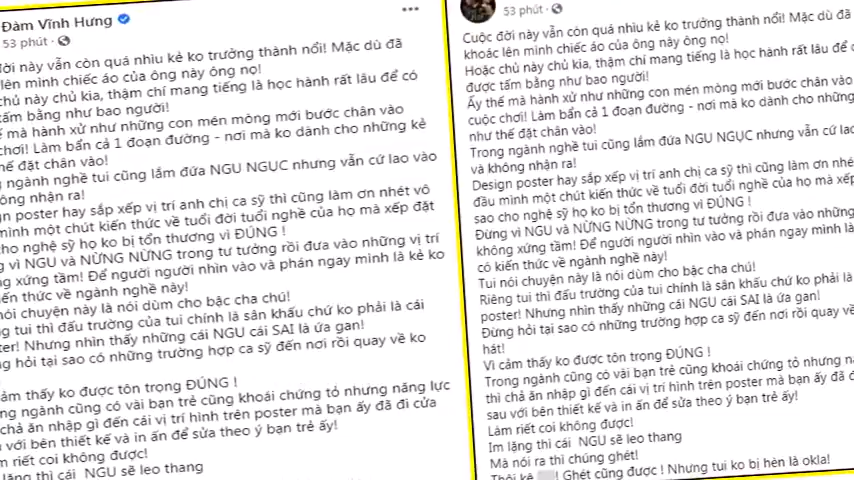 Đàm Vĩnh Hưng
53 phút
đời này vẫn còn quá nhìu kẻ ko trưởng thành nổi! Mặc dù đã
lên mình chiếc áo của ông này ông nọ!
chủ này chủ kia, thậm chí mang tiếng là học hành rất lâu để có
tấm bằng như bao người!
mà hành xử như những con mén mòng mới bước chân vào
chơi! Làm bẩn cả 1 đoạn đường - nơi mà ko dành cho những kẻ
thế đặt chân vào!
ngành nghề tui cũng lắm đứa NGU NGỤC nhưng vẫn cứ lao vào
không nhận ra!
poster hay sắp xếp vị trí anh chị ca sỹ thì cũng làm ơn nhét vô
mình một chút kiến thức về tuổi đời tuổi nghề của họ mà xếp đặt
cho nghệ sỹ họ ko bị tổn thương vì ĐÚNG !
vì NGU và NỪNG NỪNG trong tư tưởng rồi đưa vào những vị trí
xứng tầm! Để người người nhìn vào và phán ngay mình là kẻ ko
kiến thức về ngành nghề này!
nói chuyện này là nói dùm cho bậc cha chú!
tui thì đấu trường của tui chính là sân khấu chứ ko phải là cái
Nhưng nhìn thấy những cái NGU cái SAI là ứa gan!
hỏi tại sao có những trường hợp ca sỹ đến nơi rồi quay về ko
cảm thấy ko được tôn trọng ĐÚNG !
ngành cũng có vài bạn trẻ cũng khoái chứng tỏ nhưng năng lực
chả ăn nhập gì đến cái vị trí hình trên poster mà bạn ấy đã đi cửa
với bên thiết kế và in ấn để sửa theo ý bạn trẻ ấy!
riết coi không được!
lặng thì cái NGU sẽ leo thang
53 phút
Cuộc đời này vẫn còn quá nhìu kẻ ko trưởng thành nổi! Mặc dù đã
khoác lên mình chiếc áo của ông này ông nọ!
Hoặc chủ này chủ kia, thậm chí mang tiếng là học hành rất lâu để
được tấm bằng như bao người!
Ấy thế mà hành xử như những con mén mòng mới bước chân vào
cuộc chơi! Làm bẩn cả 1 đoạn đường - nơi mà ko dành cho những
như thế đặt chân vào!
Trong ngành nghề tui cũng lắm đứa NGU NGỤC nhưng vẫn cứ lao
và không nhận ra!
Design poster hay sắp xếp vị trí anh chị ca sỹ thì cũng làm ơn nhét
đầu mình một chút kiến thức về tuổi đời tuổi nghề của họ mà xếp
sao cho nghệ sỹ họ ko bị tổn thương vì ĐÚNG !
Đừng vì NGU và NỪNG NỪNG trong tư tưởng rồi đưa vào những
không xứng tầm! Để người người nhìn vào và phán ngay mình là
có kiến thức về ngành nghề này!
Tui nói chuyện này là nói dùm cho bậc cha chú!
Riêng tui thì đấu trường của tui chính là sân khấu chứ ko phải là
poster! Nhưng nhìn thấy những cái NGU cái SAI là ứa gan!
Đừng hỏi tại sao có những trường hợp ca sỹ đến nơi rồi quay về
hát!
Vì cảm thấy ko được tôn trọng ĐÚNG !
Trong ngành cũng có vài bạn trẻ cũng khoái chứng tỏ nhưng
thì chả ăn nhập gì đến cái vị trí hình trên poster mà bạn ấy đã
sau với bên thiết kế và in ấn để sửa theo ý bạn trẻ ấy!
Làm riết coi không được!
Im lặng thì cái NGU sẽ leo thang
Mà nói ra thì chúng ghét!
Thôi kệ ! Ghét cũng được ! Nhưng tui ko bị hèn là okla!